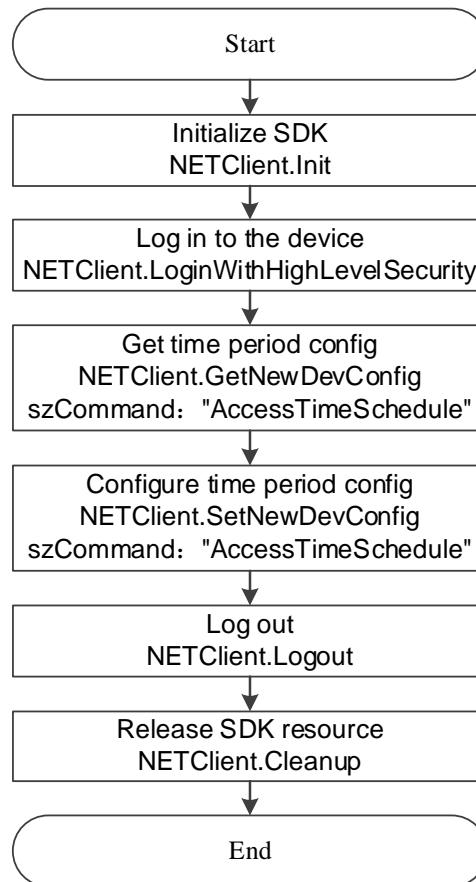 Start
Initialize SDK
NETClient.Init
Log in to the device
NETClient.LoginWithHighLevelSecurity
Get time period config
NETClient.GetNewDevConfig
szCommand："AccessTimeSchedule"
Configure time period config
NETClient.SetNewDevConfig
szCommand："AccessTimeSchedule"
Log out
NETClient.Logout
Release SDK resource
NETClient.Cleanup
End